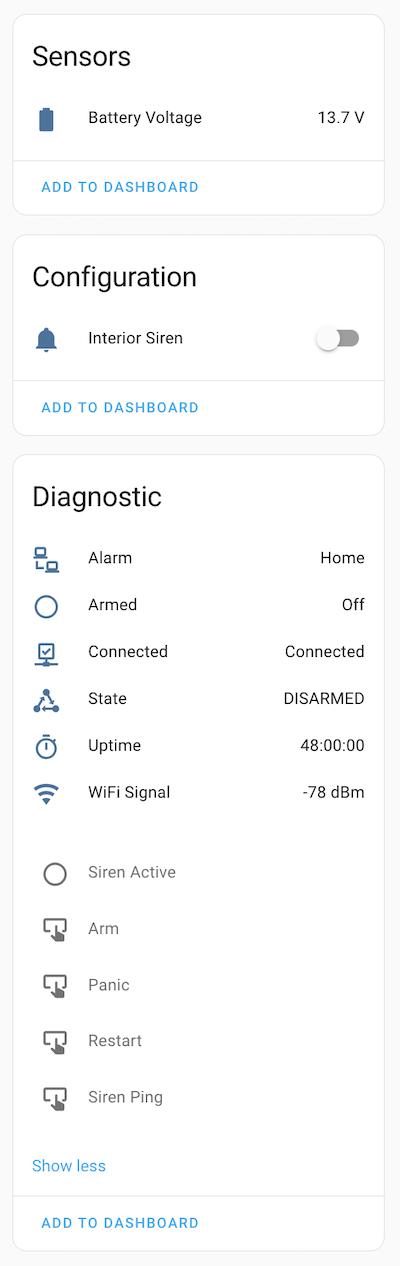 Sensors
Battery Voltage 13.7 V
ADD TO DASHBOARD
Configuration
Interior Siren
ADD TO DASHBOARD
Diagnostic
Alarm Home
Armed Off
Connected Connected
State DISARMED
Uptime 48:00:00
WiFi Signal -78 dBm
Siren Active
Arm
Panic
Restart
Siren Ping
Show less
ADD TO DASHBOARD